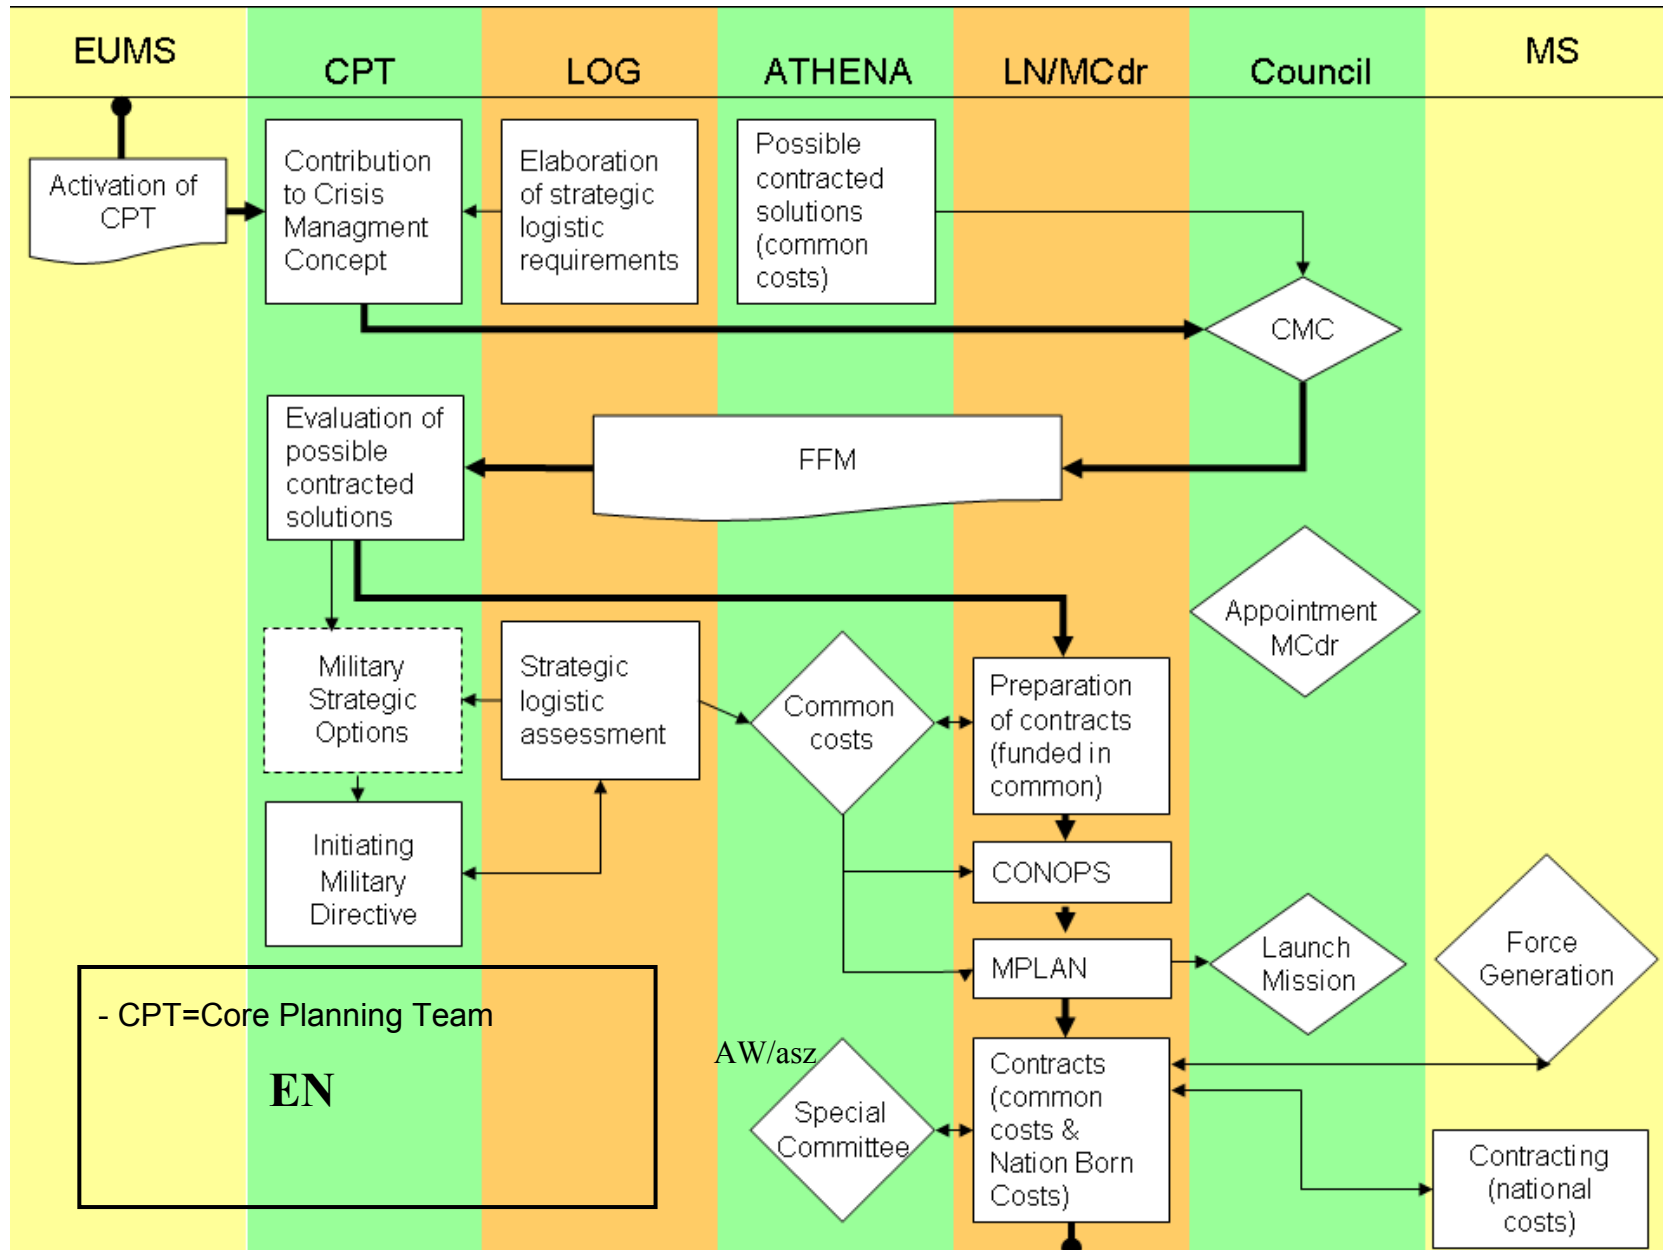 EUMS
CPT
LOG
ATHENA
LN/MCdr
Council
MS
Activation of
CPT
Contribution
to Crisis
Managment
Concept
Elaboration
of strategic
logistic
requirements
Possible
contracted
solutions
(common
costs)
CMC
Evaluation of
possible
contracted
solutions
FFM
Appointment
MCdr
Military
Strategic
Options
Strategic
logistic
assessment
Common
costs
Preparation
of contracts
(funded in
common)
Initiating
Military
Directive
CONOPS
MPLAN
Launch
Mission
Force
Generation
- CPT=Core Planning Team
EN
AW/asz
Special
Committee
Contracts
(common
costs &
Nation Born
Costs)
Contracting
(national
costs)